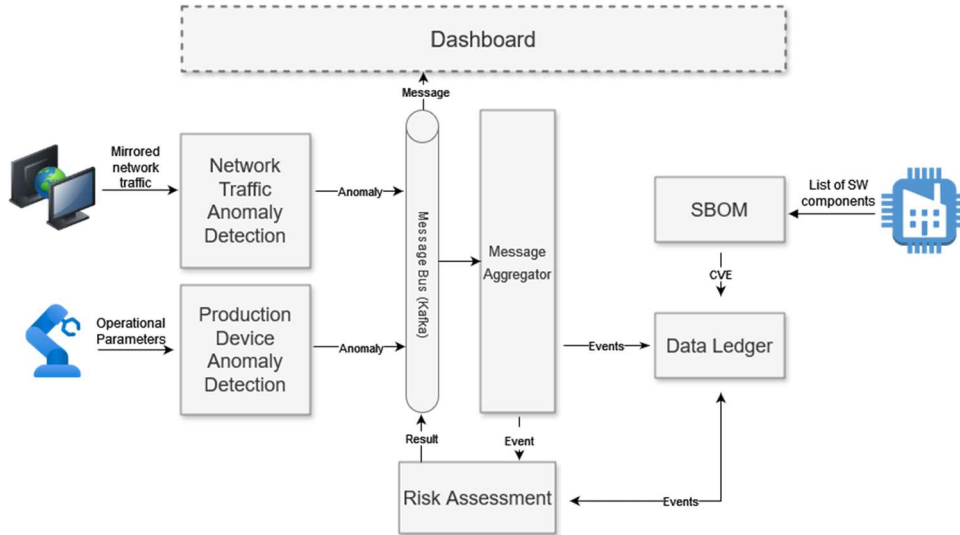 Dashboard
Message
Mirrored
network
traffic
Network
Traffic
Anomaly
Detection
Anomaly
Message Bus (Kafka)
Message
Aggregator
SBOM
List of SW
components
CVE
Operational
Parameters
Production
Device
Anomaly
Detection
Anomaly
Events
Data Ledger
Result
Event
Risk Assessment
Events